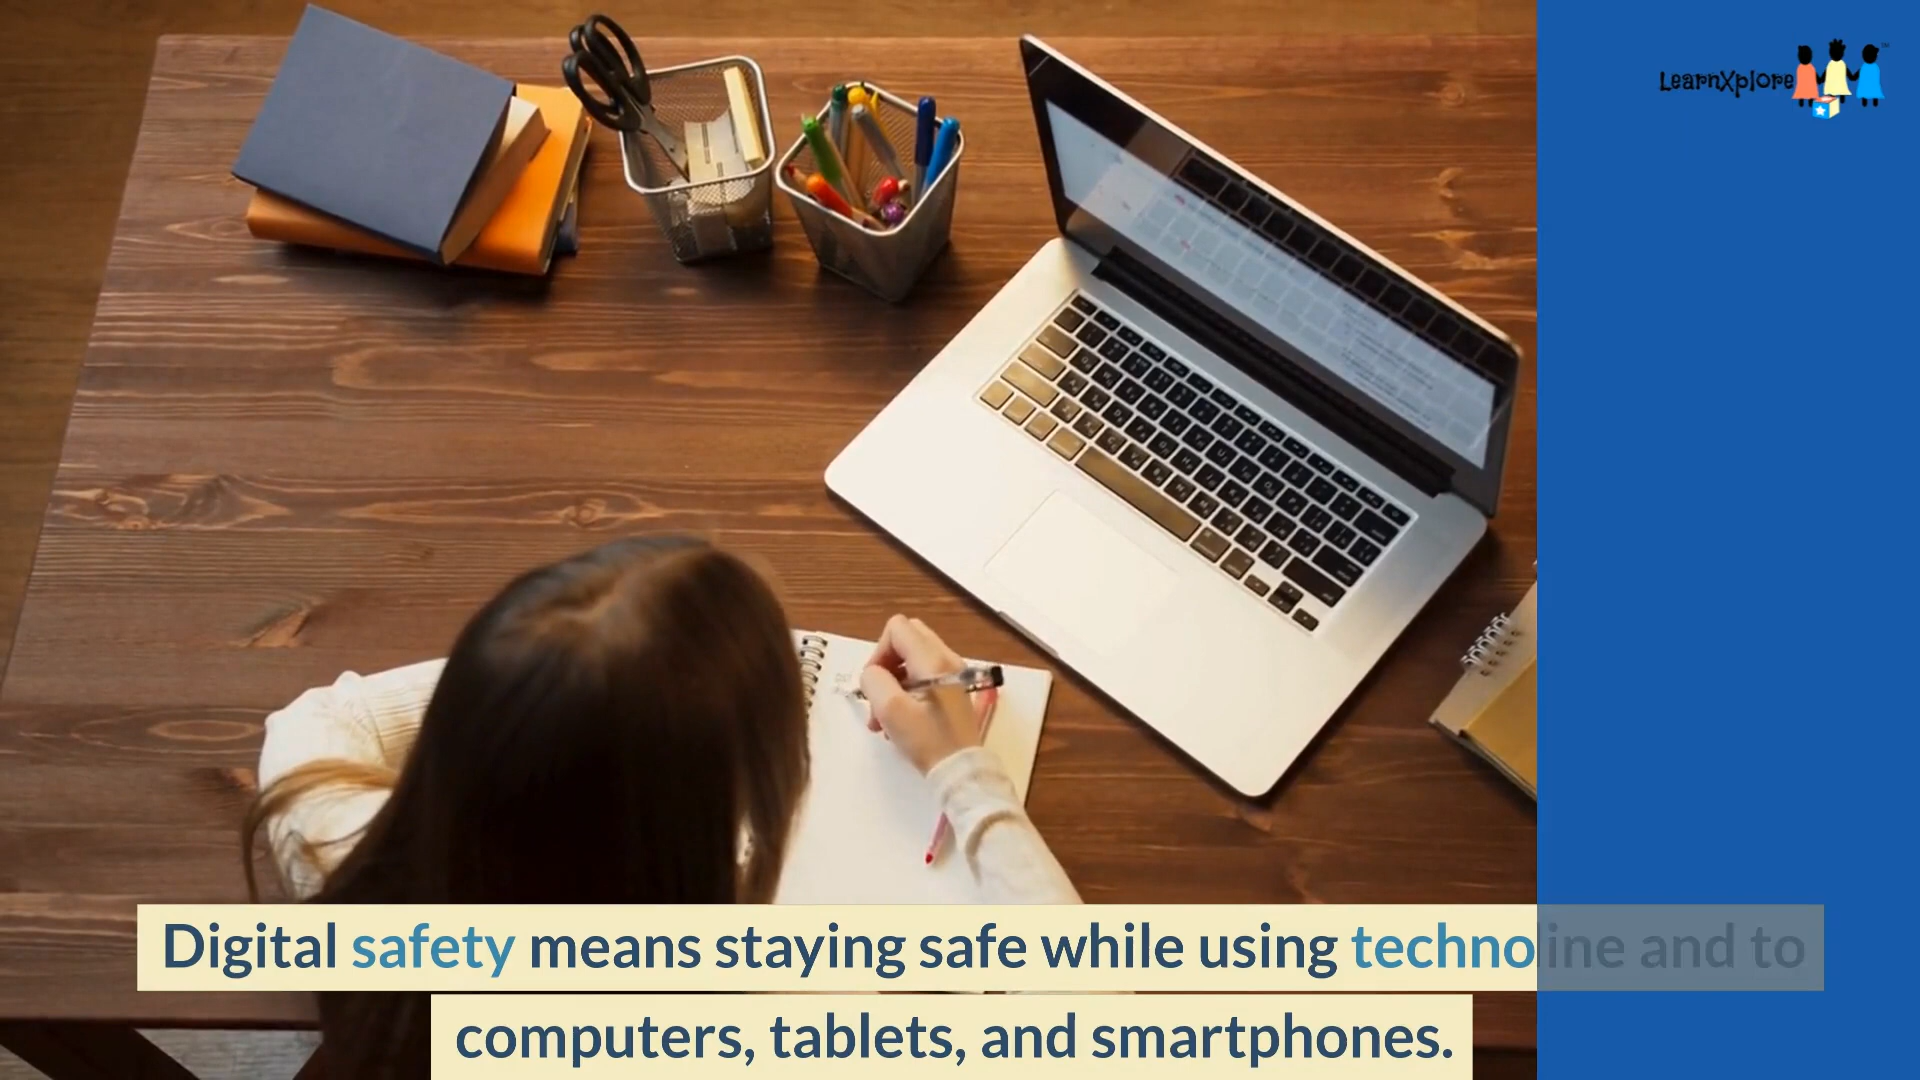 LearnXplore
Digital safety means staying safe while using techno ine and to
computers, tablets, and smartphones.